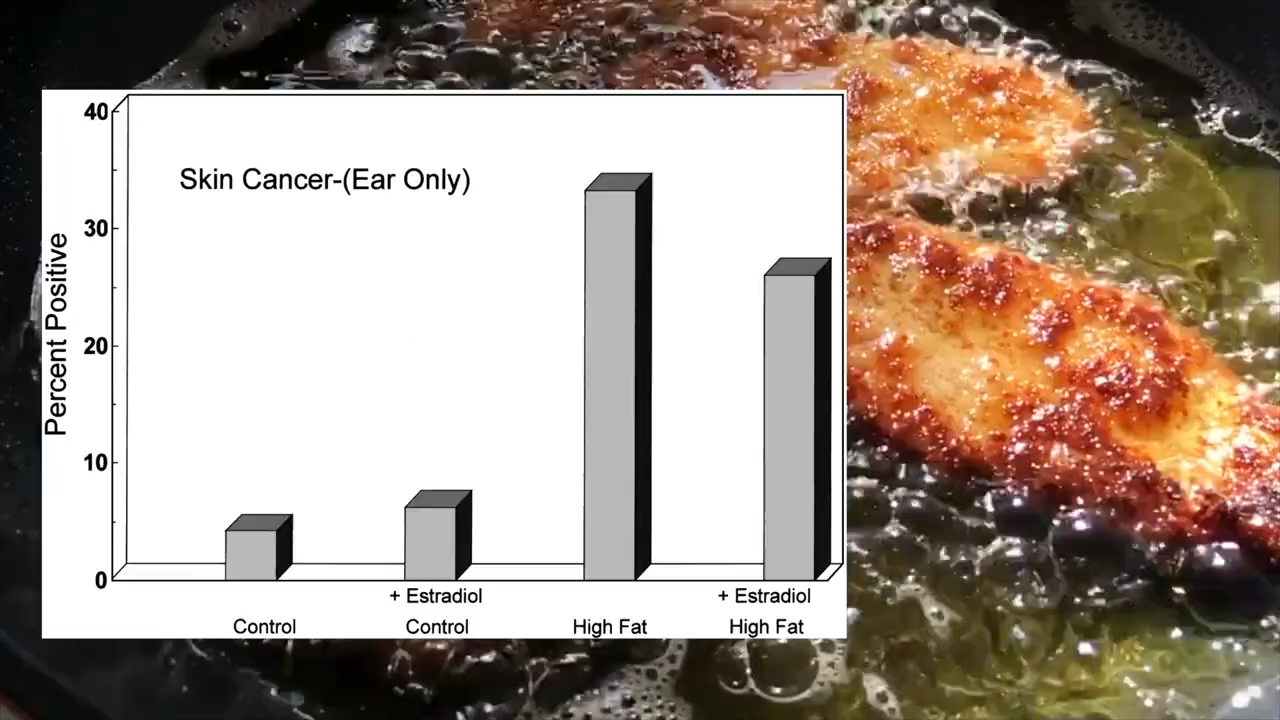 Skin Cancer-(Ear Only)
Percent Positive
40
30
20
10
0
+ Estradiol
+ Estradiol
Control
Control
High Fat
High Fat